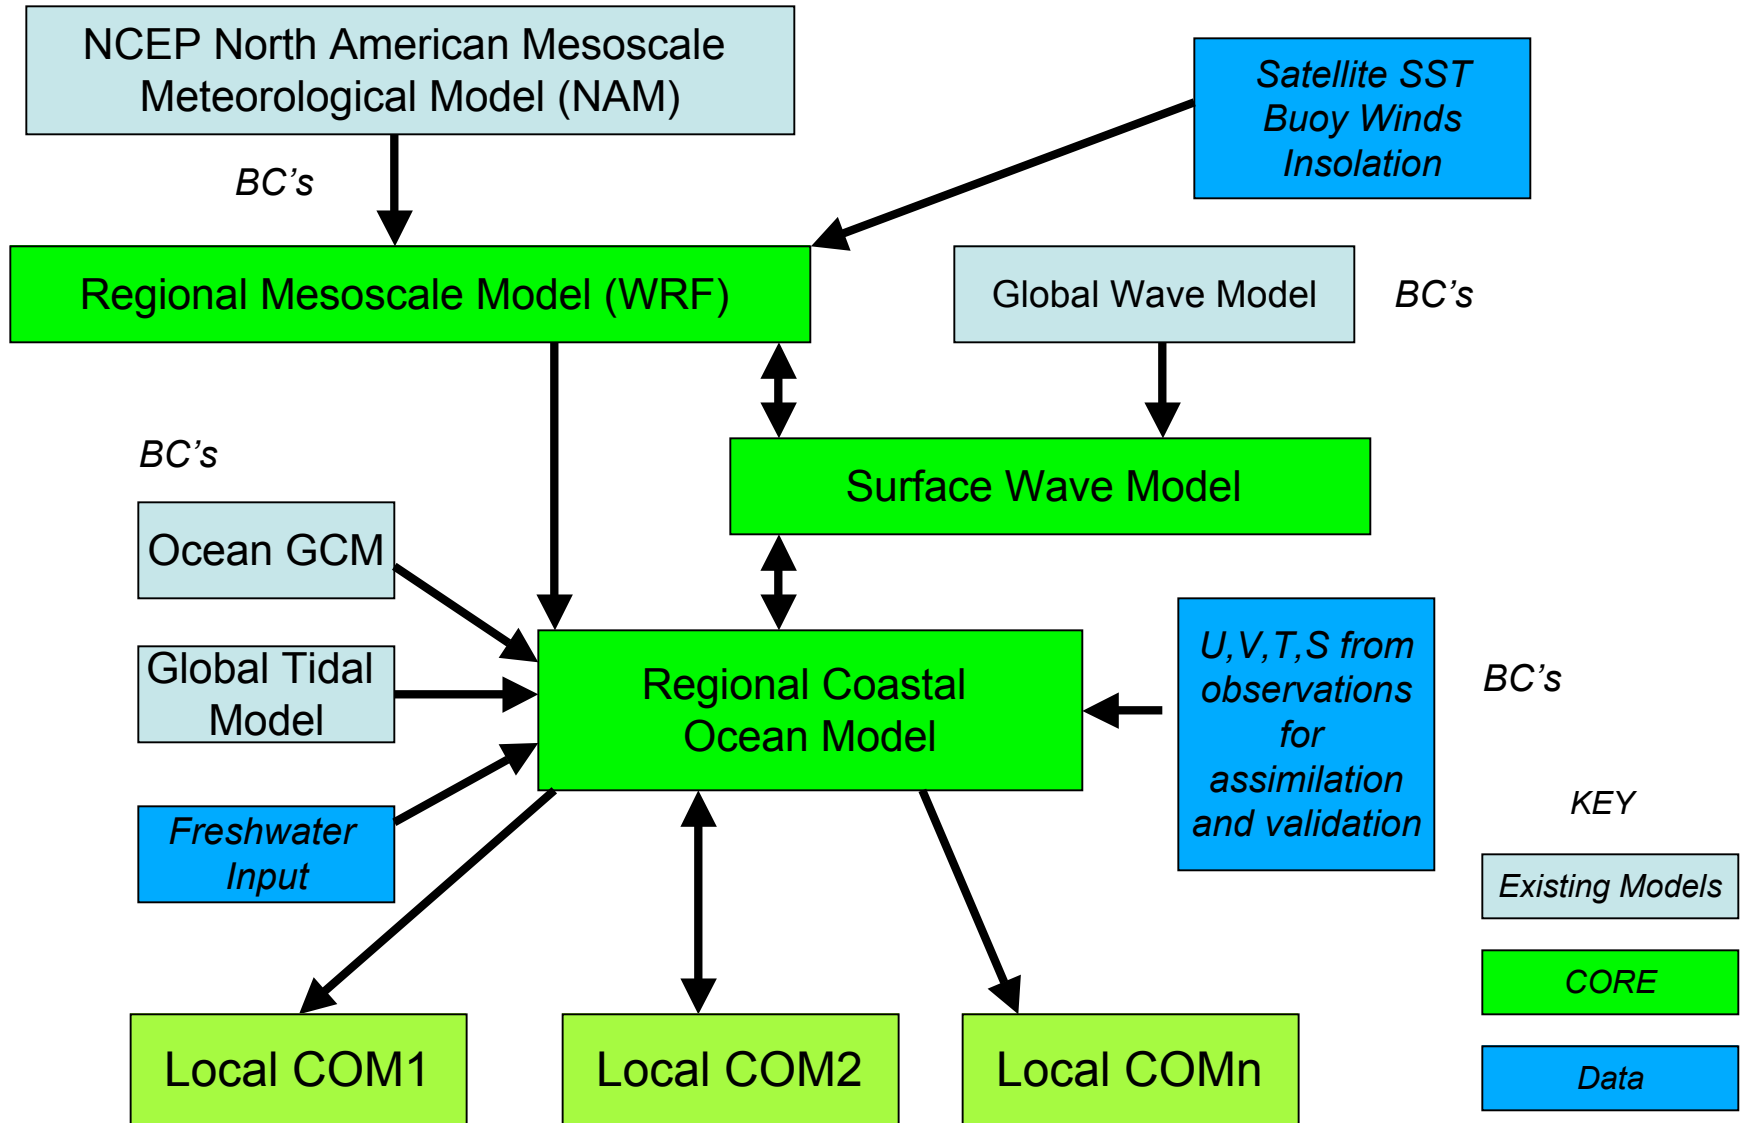 NCEP North American Mesoscale
Meteorological Model (NAM)
Satellite SST
Buoy Winds
Insolation
BC’s
Regional Mesoscale Model (WRF)
Global Wave Model
BC’s
BC’s
Surface Wave Model
Ocean GCM
Global Tidal
Model
Regional Coastal
Ocean Model
U,V,T,S from
observations
for
assimilation
and validation
BC’s
Freshwater
Input
KEY
Existing Models
CORE
Data
Local COM1
Local COM2
Local COMn